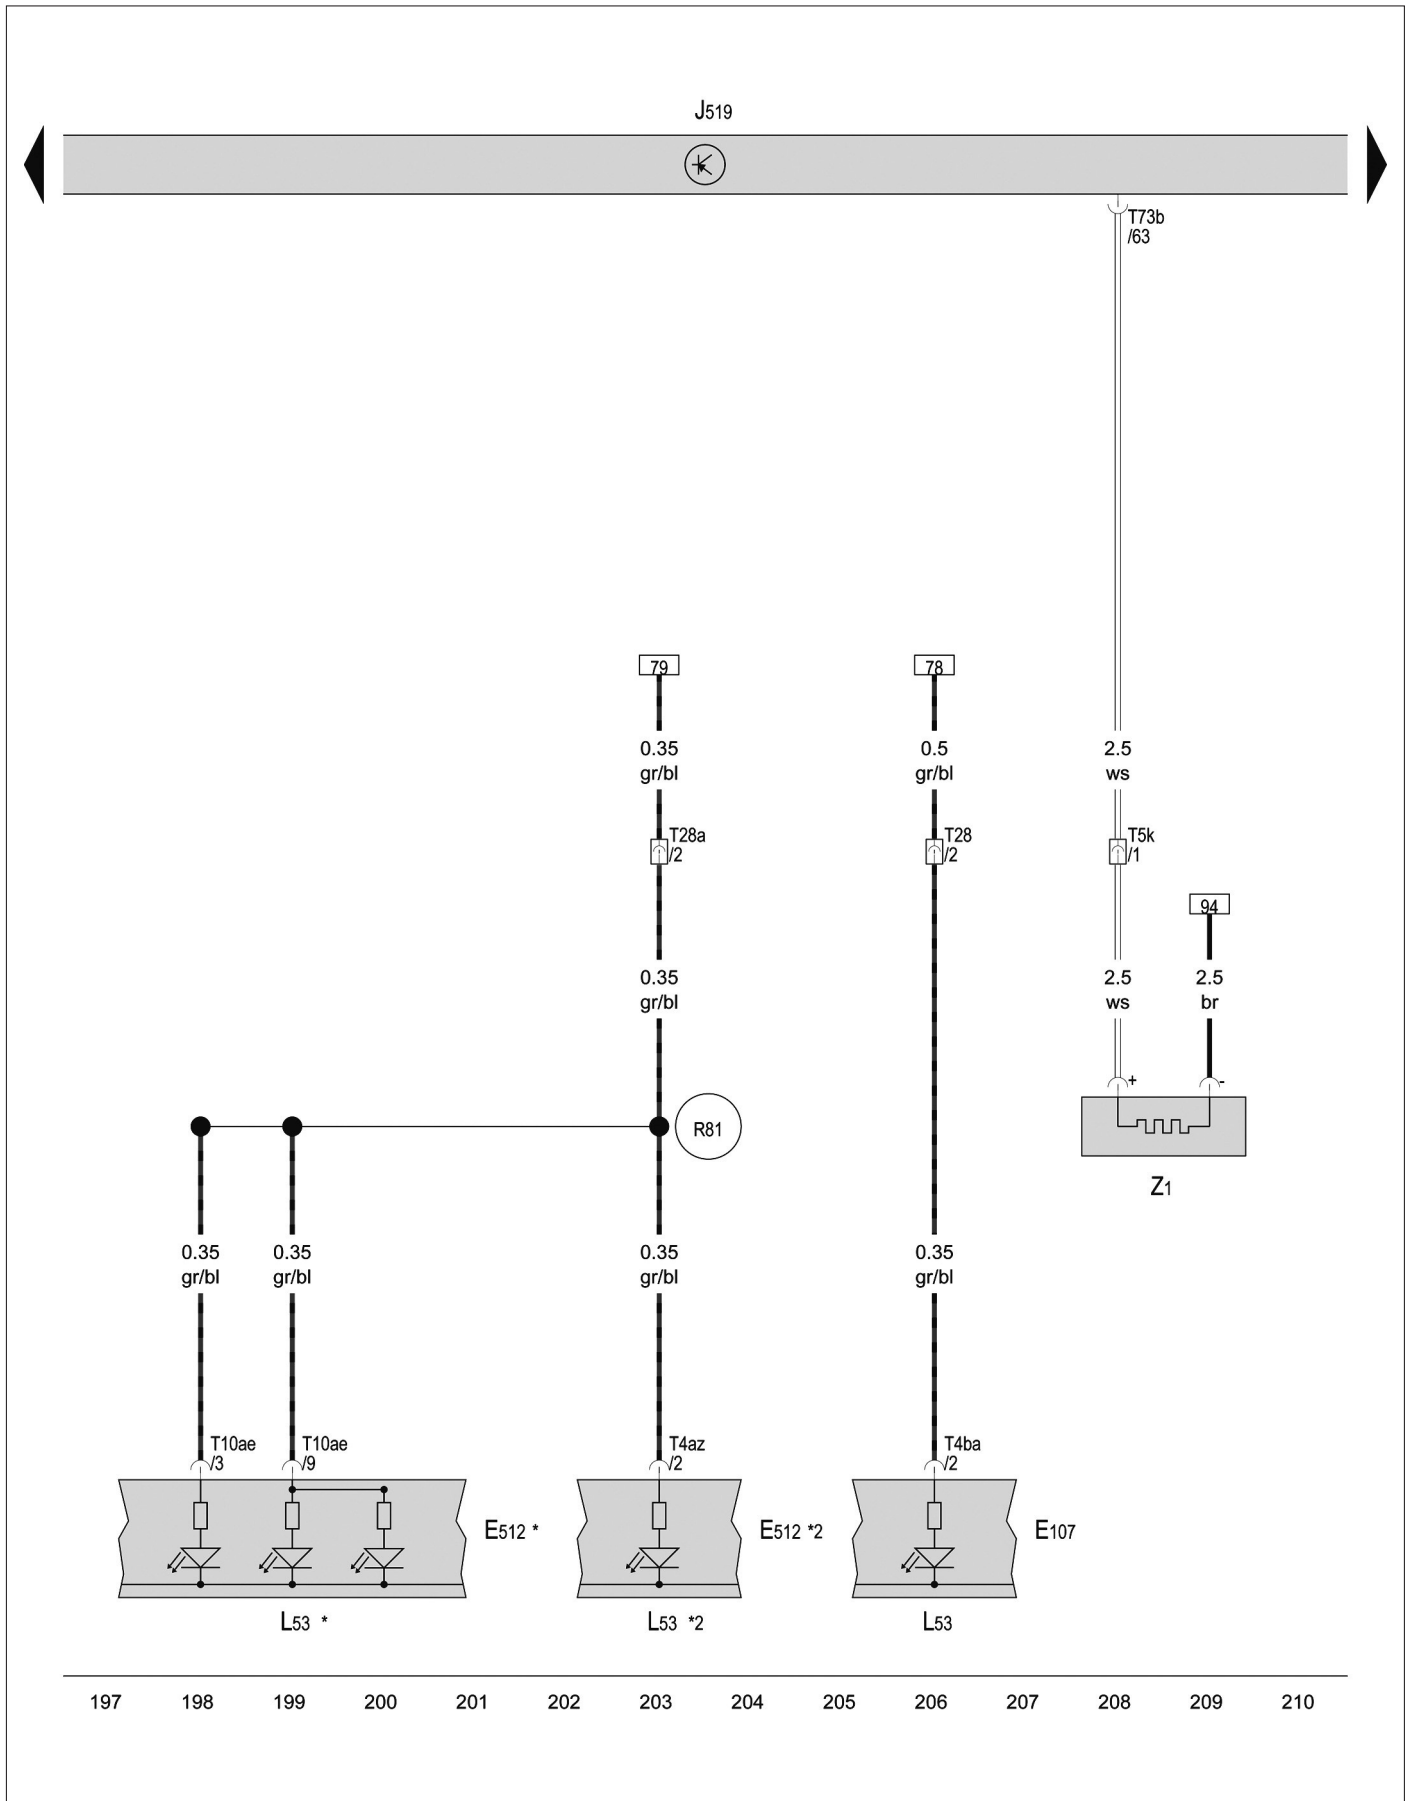 J519
T73b
/63
79
78
0.35
gr/bl
0.5
gr/bl
2.5
ws
T28a
/2
T28
/2
T5k
/1
94
0.35
gr/bl
2.5
ws
2.5
br
+
-
R81
Z1
0.35
gr/bl
0.35
gr/bl
0.35
gr/bl
0.35
gr/bl
T10ae
/3
T10ae
/9
T4az
/2
T4ba
/2
E512 *
E512 *2
E107
L53 *
L53 *2
L53
197 198 199 200 201 202 203 204 205 206 207 208 209 210